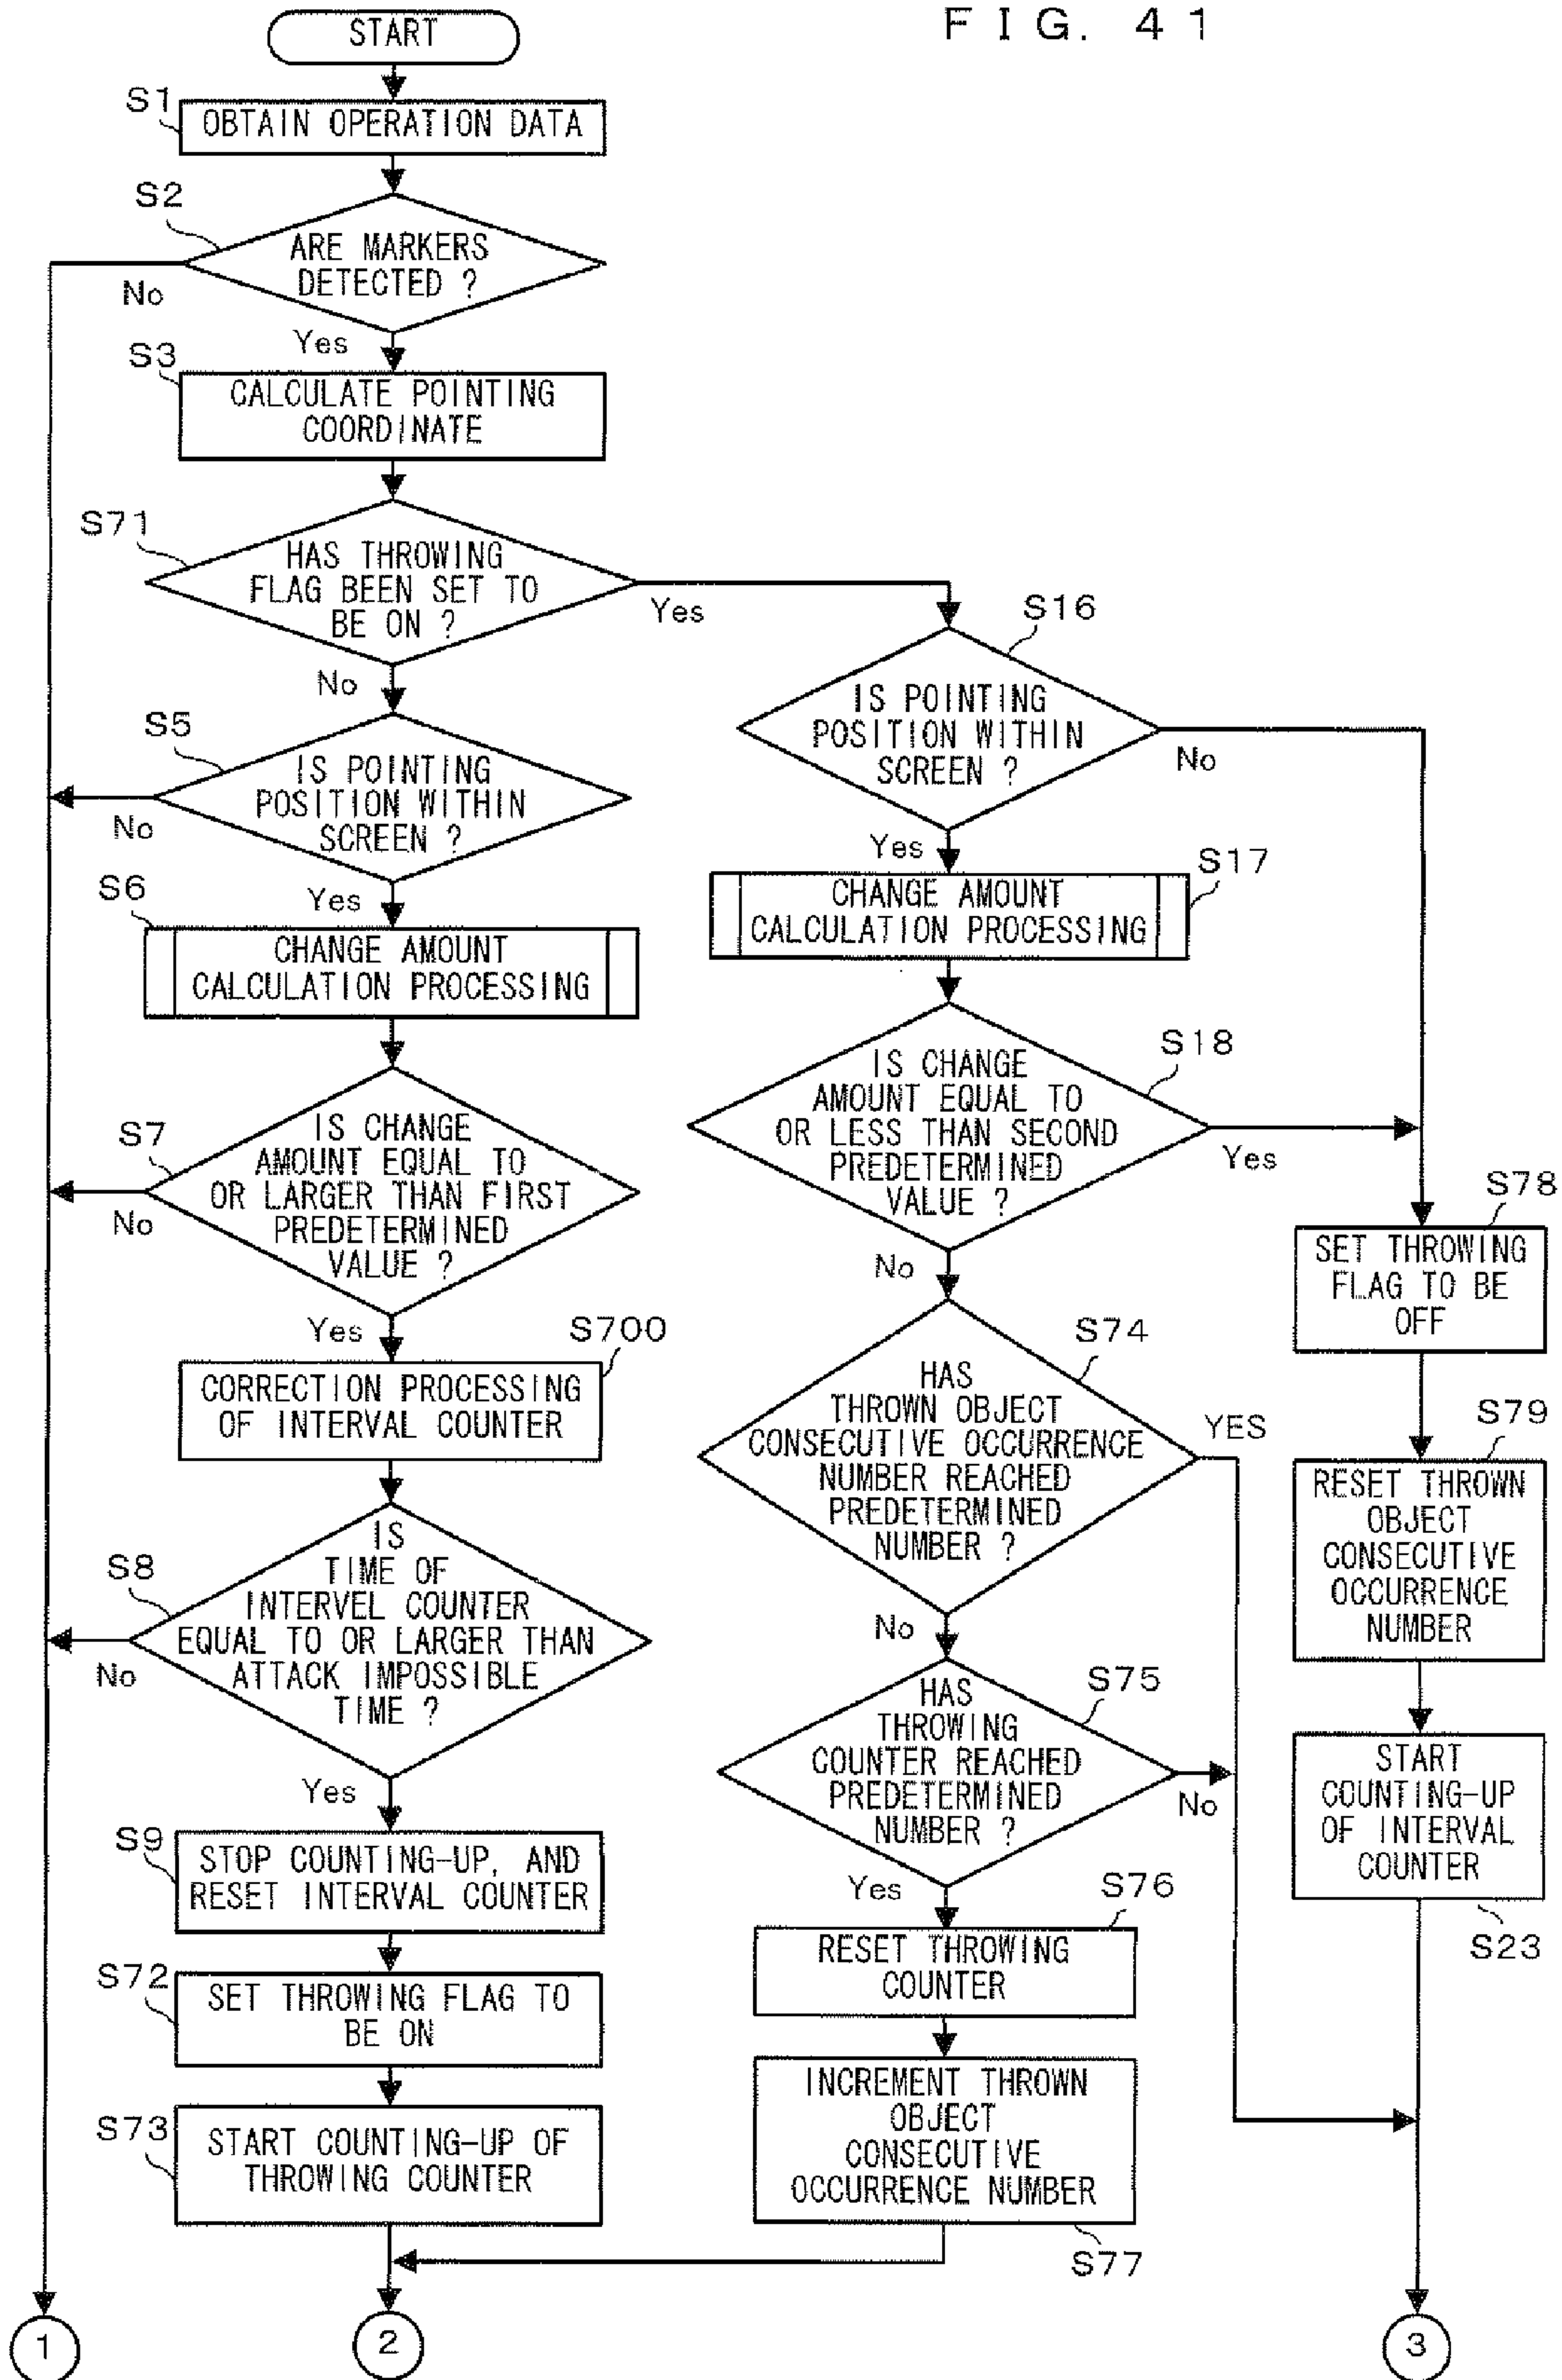 FIG. 41
START
S1
OBTAIN OPERATION DATA
S2
ARE MARKERS
DETECTED ?
No
Yes
S3
CALCULATE POINTING
COORDINATE
S71
HAS THROWING
FLAG BEEN SET TO
BE ON ?
Yes
No
S5
IS POINTING
POSITION WITHIN
SCREEN ?
No
Yes
S6
CHANGE AMOUNT
CALCULATION PROCESSING
S7
IS CHANGE
AMOUNT EQUAL TO
OR LARGER THAN FIRST
PREDETERMINED
VALUE ?
No
Yes
S700
CORRECTION PROCESSING
OF INTERVAL COUNTER
S8
IS
TIME OF
INTERVEL COUNTER
EQUAL TO OR LARGER THAN
ATTACK IMPOSSIBLE
TIME ?
No
Yes
S9
STOP COUNTING-UP, AND
RESET INTERVAL COUNTER
S72
SET THROWING FLAG TO
BE ON
S73
START COUNTING-UP OF
THROWING COUNTER
S16
IS POINTING
POSITION WITHIN
SCREEN ?
No
Yes
S17
CHANGE AMOUNT
CALCULATION PROCESSING
S18
IS CHANGE
AMOUNT EQUAL TO
OR LESS THAN SECOND
PREDETERMINED
VALUE ?
Yes
No
S74
HAS
THROWN OBJECT
CONSECUTIVE OCCURRENCE
NUMBER REACHED
PREDETERMINED
NUMBER ?
YES
No
S75
HAS
THROWING
COUNTER REACHED
PREDETERMINED
NUMBER ?
No
Yes
S76
RESET THROWING
COUNTER
INCREMENT THROWN
OBJECT
CONSECUTIVE
OCCURRENCE NUMBER
S77
S78
SET THROWING
FLAG TO BE
OFF
S79
RESET THROWN
OBJECT
CONSECUTIVE
OCCURRENCE
NUMBER
START
COUNTING-UP
OF INTERVAL
COUNTER
S23
1
2
3